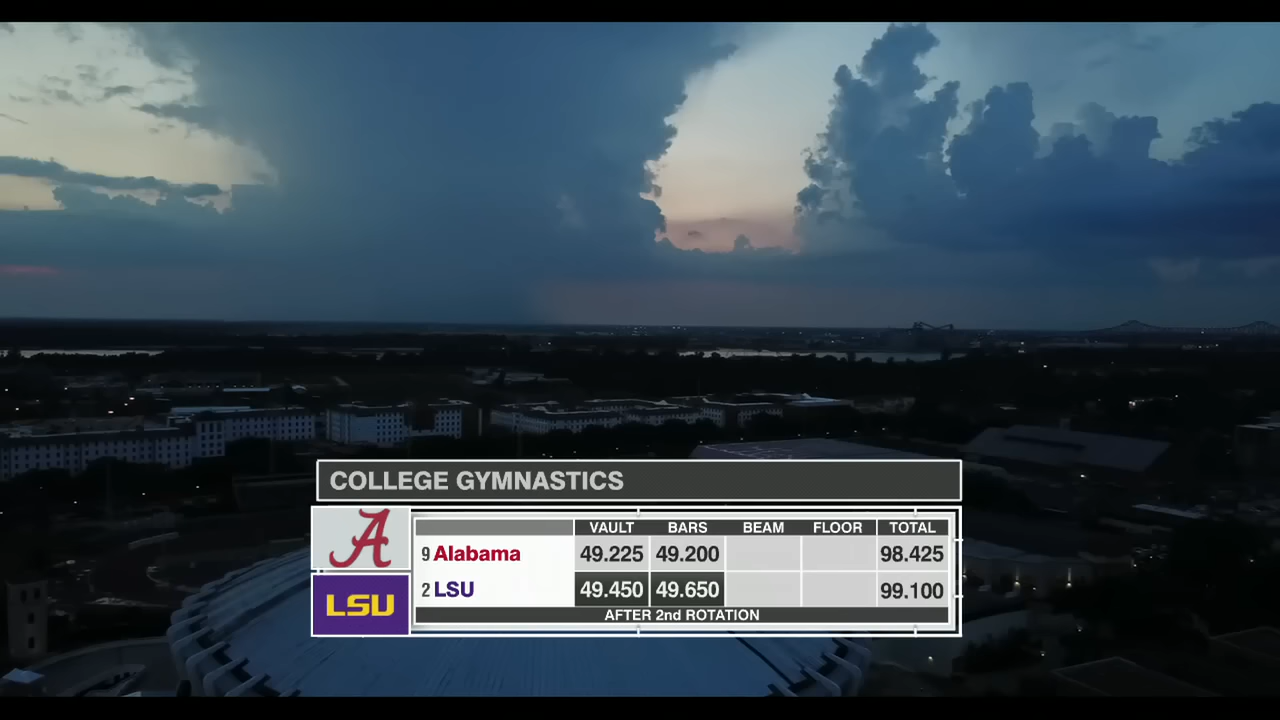 COLLEGE GYMNASTICS
VAULT BARS BEAM FLOOR TOTAL
A 9 Alabama 49.225 49.200 98.425
LSU 2 LSU 49.450 49.650 99.100
AFTER 2nd ROTATION